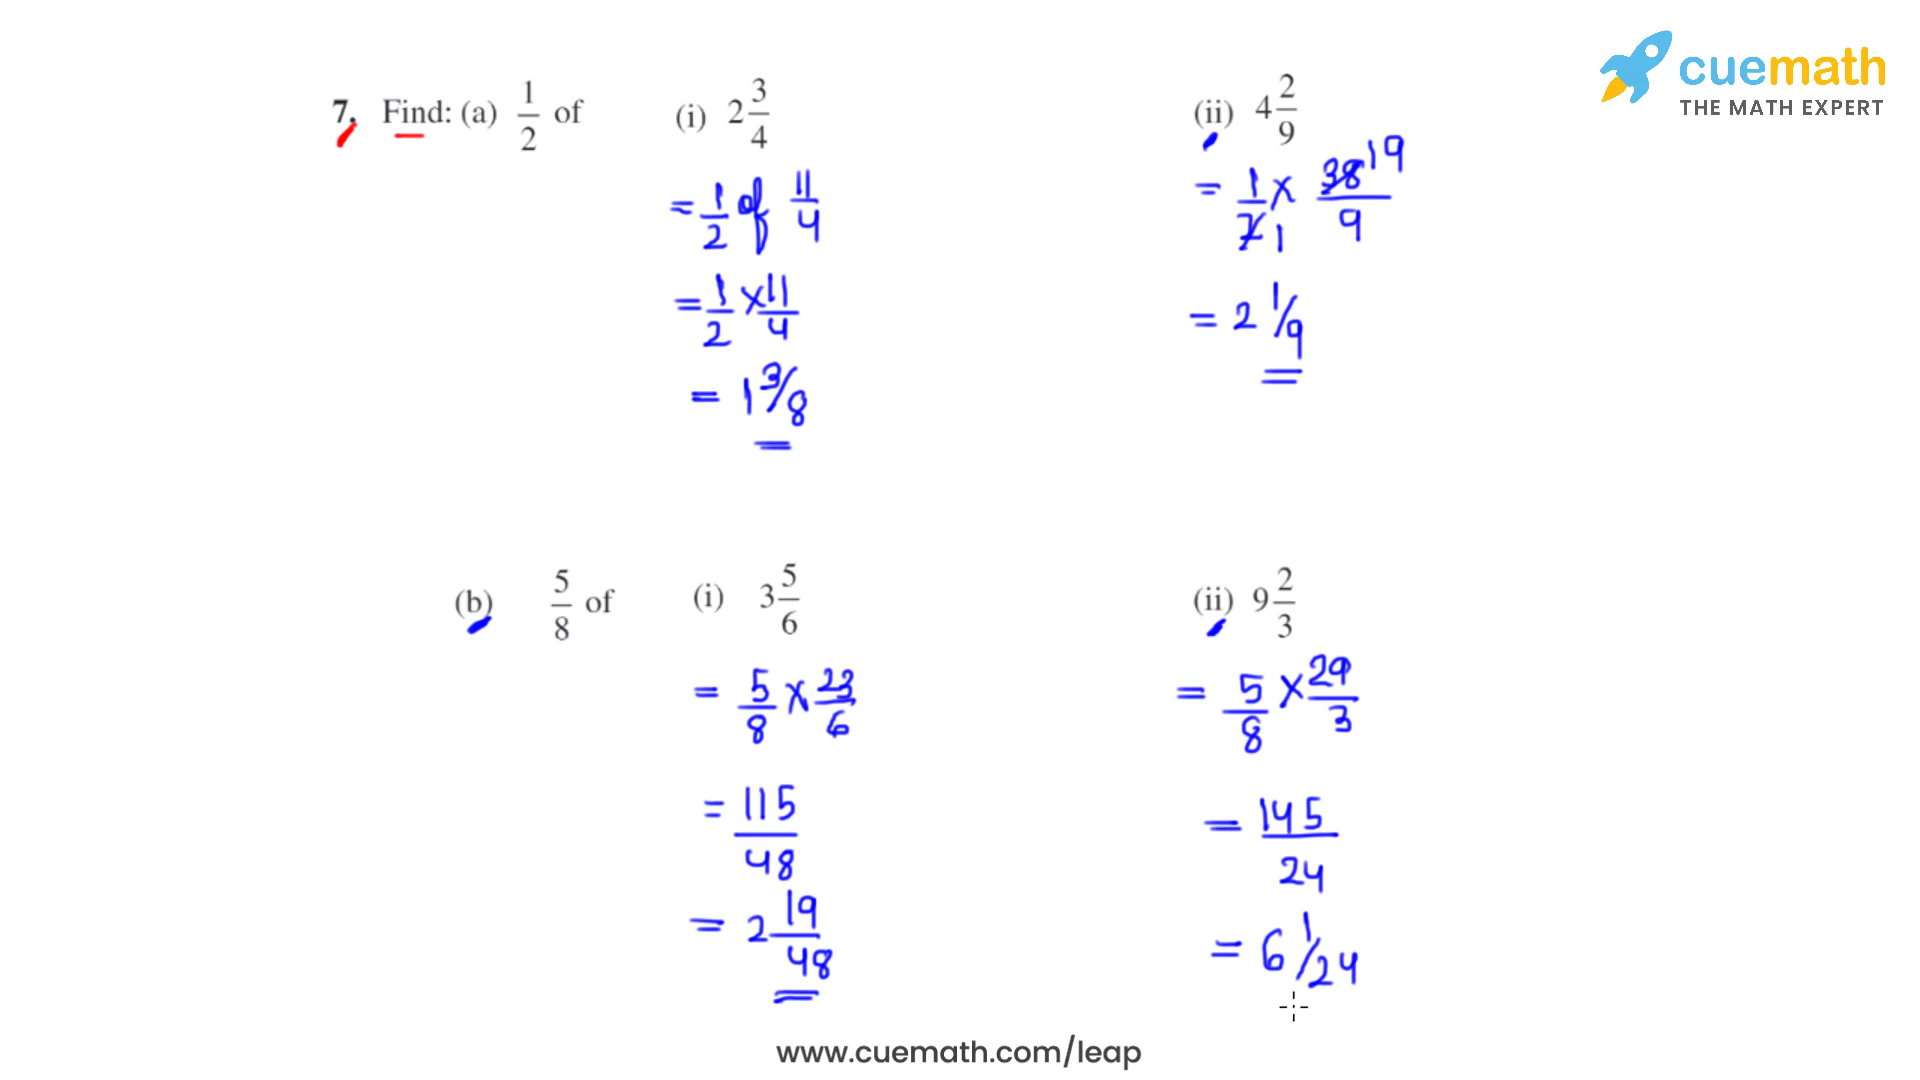 cuemath
THE MATH EXPERT
7. Find: (a) 1/2 of (i) 2 3/4 (ii) 4 2/9
= 1/2 of 11/4
= 1/2 × 11/4
= 1 3/8
= 1/2 1 × 38 19/9
= 2 1/9
(b) 5/8 of (i) 3 5/6 (ii) 9 2/3
= 5/8 × 23/6
= 115/48
= 2 19/48
= 5/8 × 29/3
= 145/24
= 6 1/24
www.cuemath.com/leap